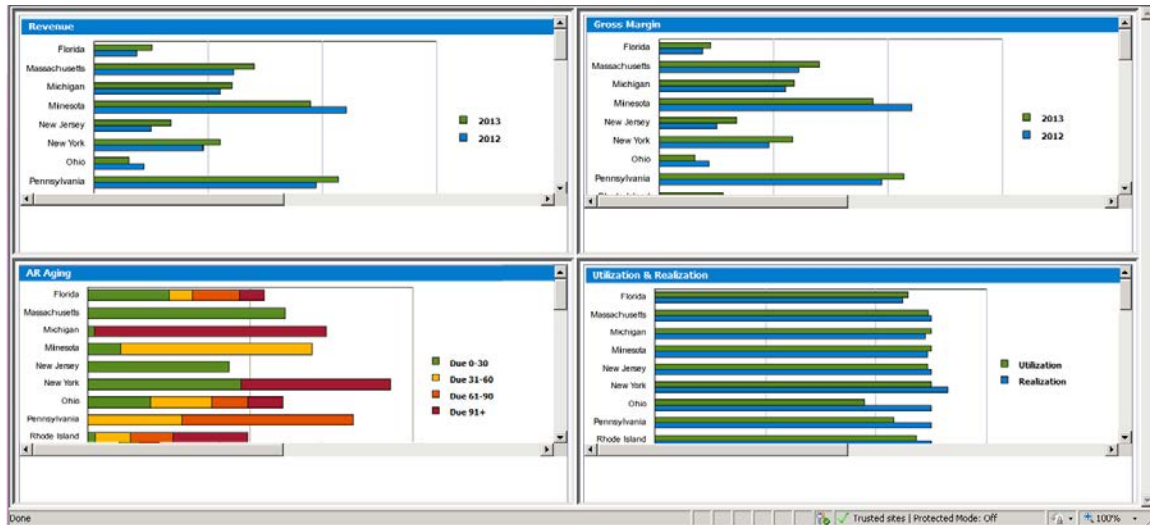 Revenue
Florida
Massachusetts
Michigan
Minesota
New Jersey
New York
Ohio
Pennsylvania
2013
2012
Gross Margin
Florida
Massachusetts
Michigan
Minesota
New Jersey
New York
Ohio
Pennsylvania
Rhode Island
2013
2012
AR Aging
Florida
Massachusetts
Michigan
Minesota
New Jersey
New York
Ohio
Pennsylvania
Rhode Island
Due 0-30
Due 31-60
Due 61-90
Due 91+
Utilization & Realization
Florida
Massachusetts
Michigan
Minesota
New Jersey
New York
Ohio
Pennsylvania
Rhode Island
Utilization
Realization
Done
Trusted sites | Protected Mode: Off
100%